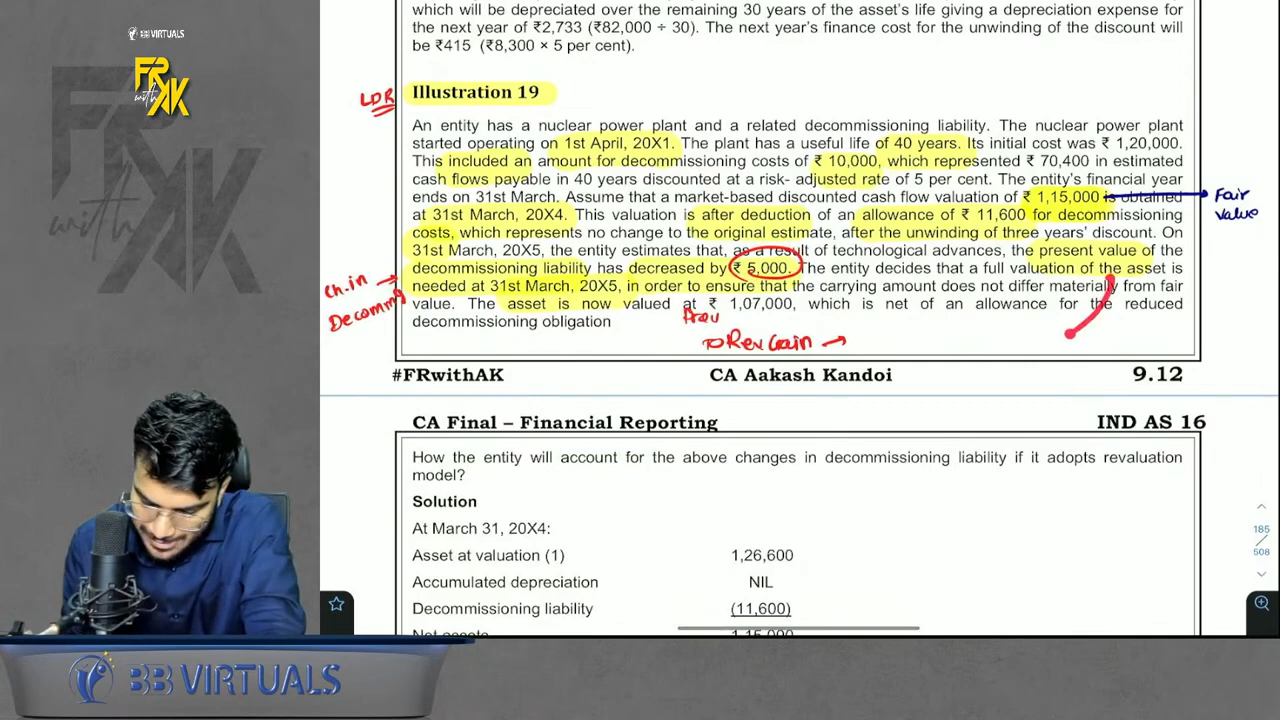 BB VIRTUALS
FR
with
AK
which will be depreciated over the remaining 30 years of the asset's life giving a depreciation expense for
the next year of ₹2,733 (₹82,000 ÷ 30). The next year's finance cost for the unwinding of the discount will
be ₹415 (₹8,300 × 5 per cent).
LDR
Illustration 19
An entity has a nuclear power plant and a related decommissioning liability. The nuclear power plant
started operating on 1st April, 20X1. The plant has a useful life of 40 years. Its initial cost was ₹ 1,20,000.
This included an amount for decommissioning costs of ₹ 10,000, which represented ₹ 70,400 in estimated
cash flows payable in 40 years discounted at a risk- adjusted rate of 5 per cent. The entity's financial year
ends on 31st March. Assume that a market-based discounted cash flow valuation of ₹ 1,15,000 is obtained
at 31st March, 20X4. This valuation is after deduction of an allowance of ₹ 11,600 for decommissioning
costs, which represents no change to the original estimate, after the unwinding of three years' discount. On
31st March, 20X5, the entity estimates that, as a result of technological advances, the present value of the
decommissioning liability has decreased by ₹ 5,000. The entity decides that a full valuation of the asset is
needed at 31st March, 20X5, in order to ensure that the carrying amount does not differ materially from fair
value. The asset is now valued at ₹ 1,07,000, which is net of an allowance for the reduced
decommissioning obligation
Fair
Value
Ch.in
Decomm
Prev
To Rev Gain →
#FRwithAK CA Aakash Kandoi 9.12
CA Final – Financial Reporting IND AS 16
How the entity will account for the above changes in decommissioning liability if it adopts revaluation
model?
Solution
At March 31, 20X4:
Asset at valuation (1) 1,26,600
Accumulated depreciation NIL
Decommissioning liability (11,600)
Net assets 1,15,000
185
508
BB VIRTUALS